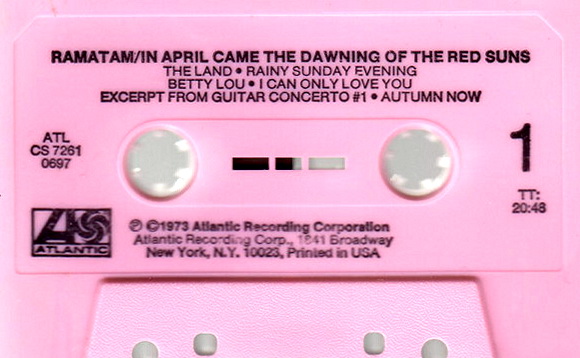 RAMATAM/IN APRIL CAME THE DAWNING OF THE RED SUNS
THE LAND • RAINY SUNDAY EVENING
BETTY LOU • I CAN ONLY LOVE YOU
EXCERPT FROM GUITAR CONCERTO #1 • AUTUMN NOW
ATL
CS 7261
0697
1
TT:
20:48
ATLANTIC
℗ ©1973 Atlantic Recording Corporation
Atlantic Recording Corp., 1841 Broadway
New York, N.Y. 10023, Printed in USA